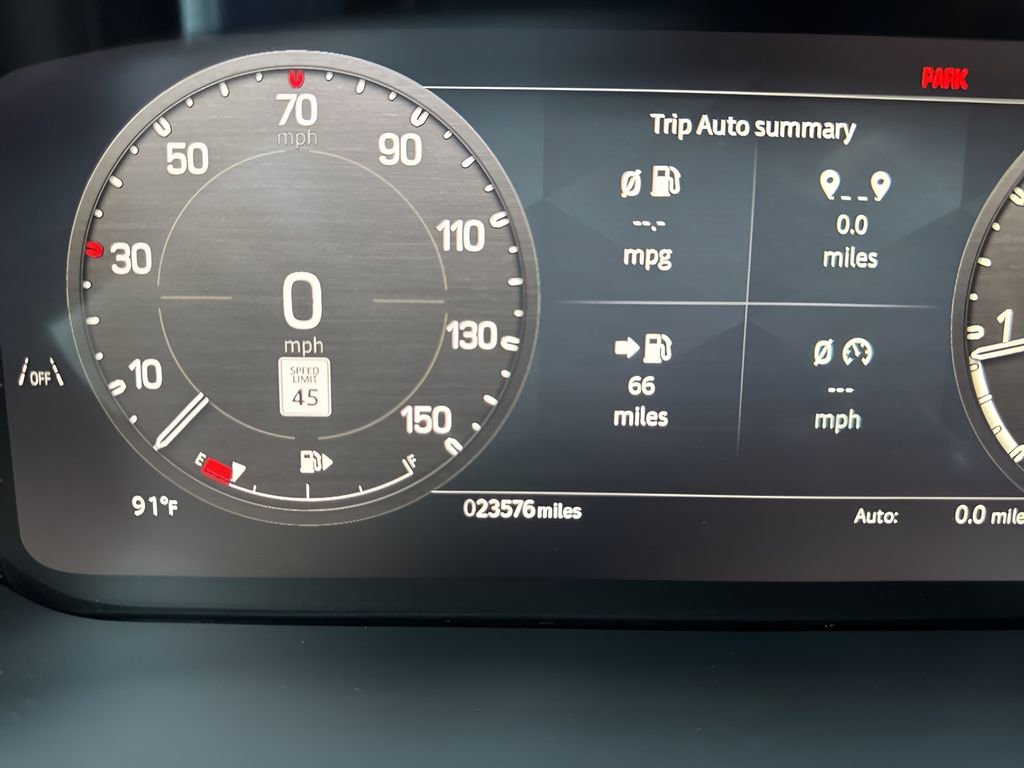 PARK
Trip Auto summary
70
mph
50
90
30
110
10
130
150
0
mph
SPEED
LIMIT
45
OFF
E
F
91°F
--.-
mpg
0.0
miles
66
miles
---
mph
1
023576 miles
Auto:
0.0 mile